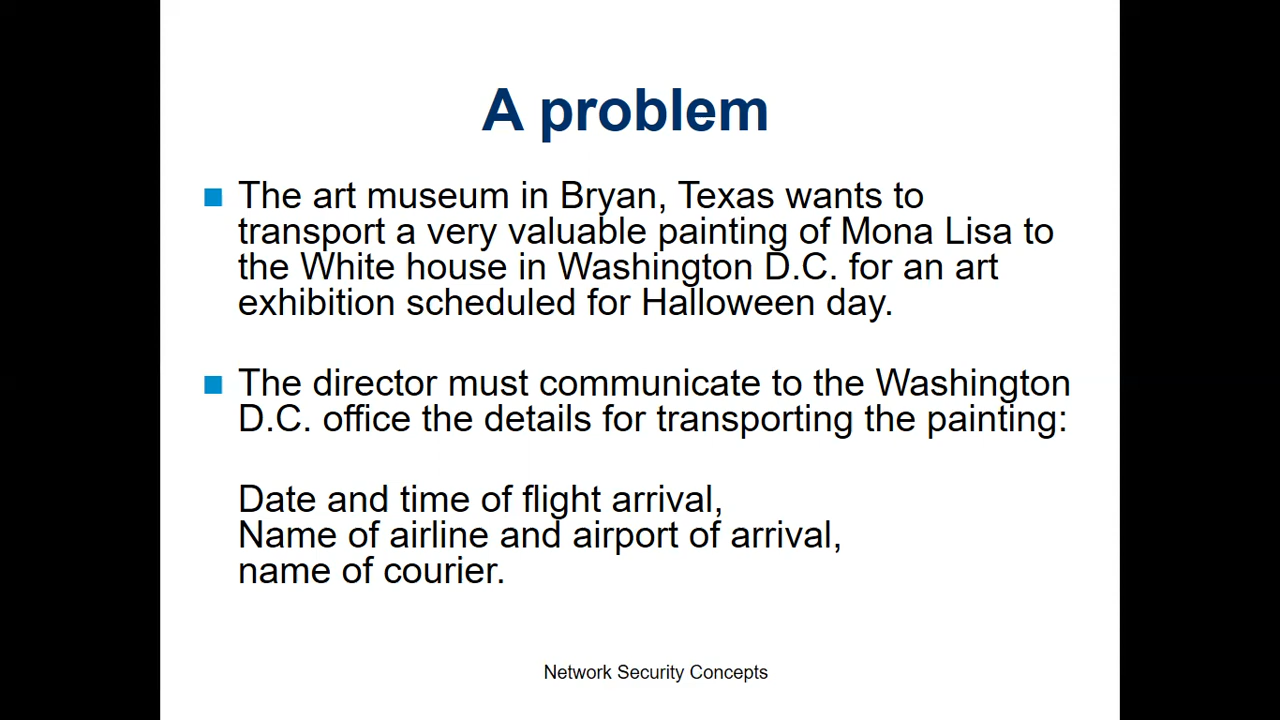 A problem
The art museum in Bryan, Texas wants to
transport a very valuable painting of Mona Lisa to
the White house in Washington D.C. for an art
exhibition scheduled for Halloween day.
The director must communicate to the Washington
D.C. office the details for transporting the painting:
Date and time of flight arrival,
Name of airline and airport of arrival,
name of courier.
Network Security Concepts